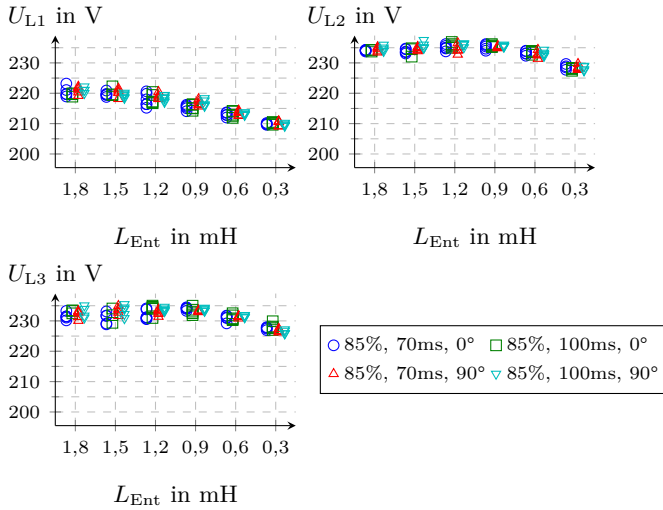 U_L1 in V
230
220
210
200
1,8 1,5 1,2 0,9 0,6 0,3
L_Ent in mH
U_L2 in V
230
220
210
200
1,8 1,5 1,2 0,9 0,6 0,3
L_Ent in mH
U_L3 in V
230
220
210
200
1,8 1,5 1,2 0,9 0,6 0,3
L_Ent in mH
85%, 70ms, 0° 85%, 100ms, 0°
85%, 70ms, 90° 85%, 100ms, 90°